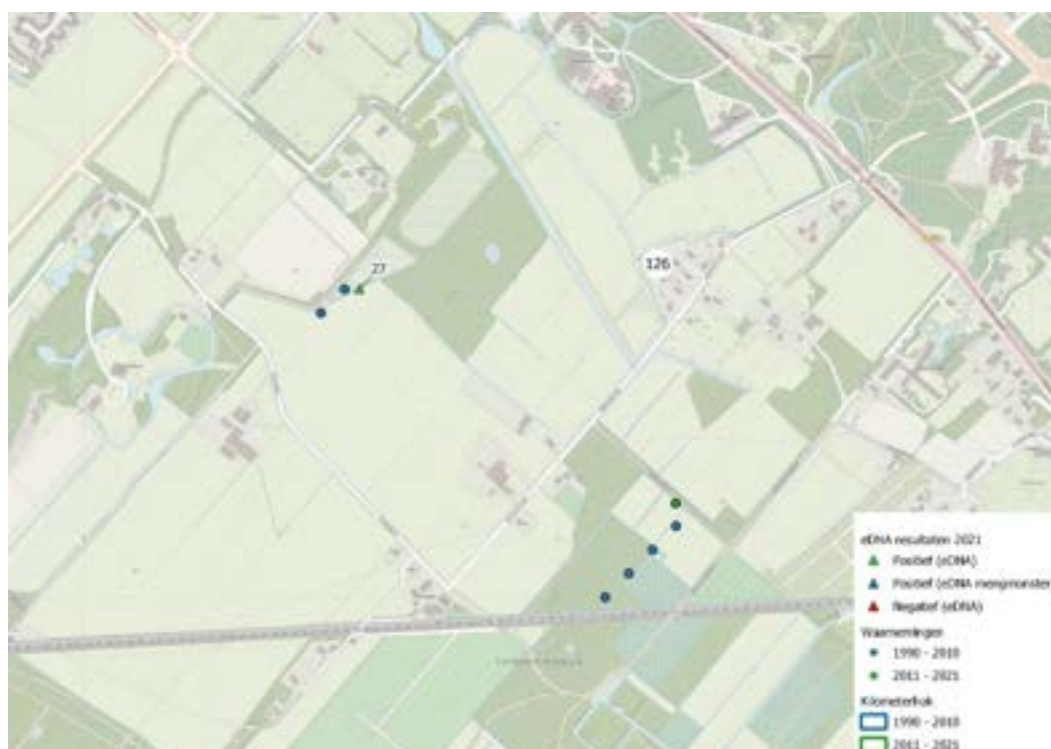 27
126
eDNA resultaten 2021
Positief (eDNA)
Positief (eDNA mengmonster
Negatief (eDNA)
Waarnemingen
1990 - 2010
2011 - 2021
Kilometerhok
1990 - 2010
2011 - 2021